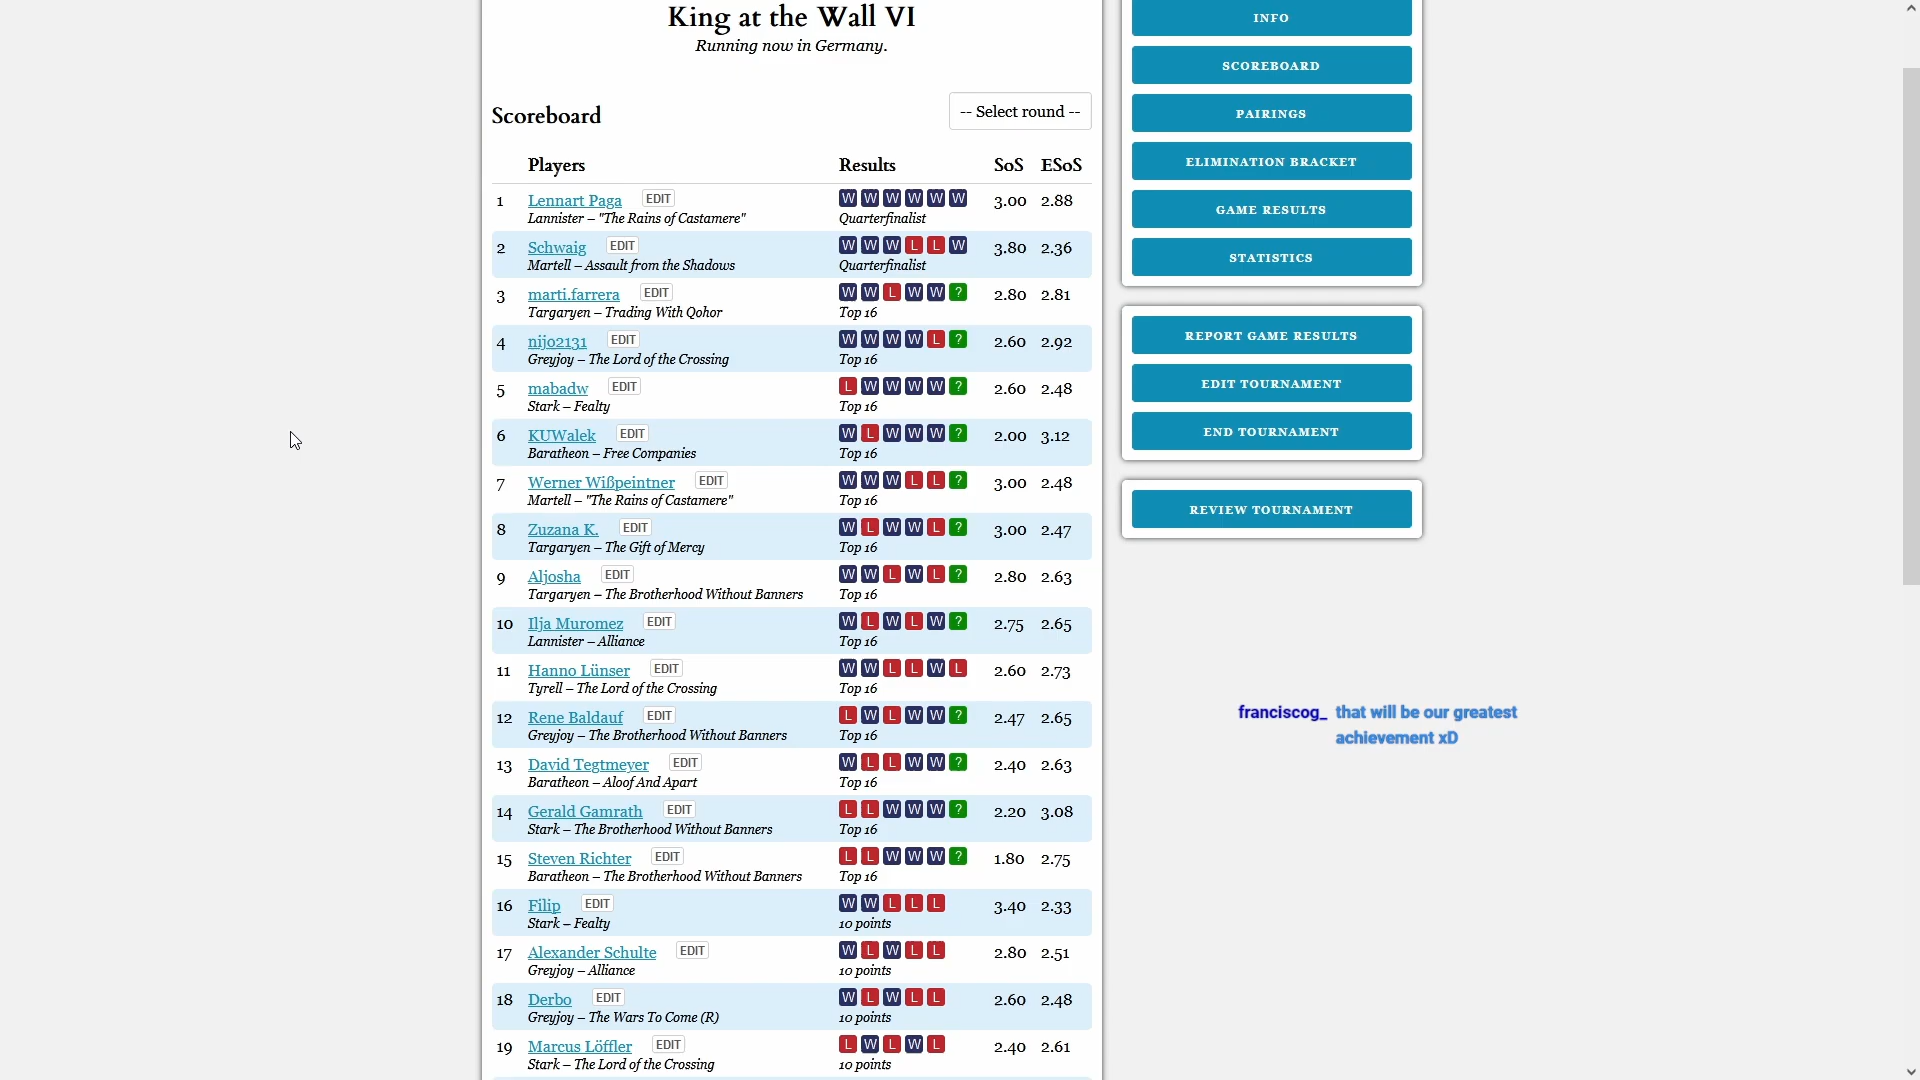 King at the Wall VI
Running now in Germany.
Scoreboard
-- Select round --
Players Results SoS ESoS
1 Lennart Paga EDIT W W W W W W 3.00 2.88
Lannister – "The Rains of Castamere" Quarterfinalist
2 Schwaig EDIT W W W L L W 3.80 2.36
Martell – Assault from the Shadows Quarterfinalist
3 marti.farrera EDIT W W L W W ? 2.80 2.81
Targaryen – Trading With Qohor Top 16
4 nijo2131 EDIT W W W W L ? 2.60 2.92
Greyjoy – The Lord of the Crossing Top 16
5 mabadw EDIT L W W W W ? 2.60 2.48
Stark – Fealty Top 16
6 KUWalek EDIT W L W W W ? 2.00 3.12
Baratheon – Free Companies Top 16
7 Werner Wißpeintner EDIT W W W L L ? 3.00 2.48
Martell – "The Rains of Castamere" Top 16
8 Zuzana K. EDIT W L W W L ? 3.00 2.47
Targaryen – The Gift of Mercy Top 16
9 Aljosha EDIT W W L W L ? 2.80 2.63
Targaryen – The Brotherhood Without Banners Top 16
10 Ilja Muromez EDIT W L W L W ? 2.75 2.65
Lannister – Alliance Top 16
11 Hanno Lünser EDIT W W L L W L 2.60 2.73
Tyrell – The Lord of the Crossing Top 16
12 Rene Baldauf EDIT L W L W W ? 2.47 2.65
Greyjoy – The Brotherhood Without Banners Top 16
13 David Tegtmeyer EDIT W L L W W ? 2.40 2.63
Baratheon – Aloof And Apart Top 16
14 Gerald Gamrath EDIT L L W W W ? 2.20 3.08
Stark – The Brotherhood Without Banners Top 16
15 Steven Richter EDIT L L W W W ? 1.80 2.75
Baratheon – The Brotherhood Without Banners Top 16
16 Filip EDIT W W L L L 3.40 2.33
Stark – Fealty 10 points
17 Alexander Schulte EDIT W L W L L 2.80 2.51
Greyjoy – Alliance 10 points
18 Derbo EDIT W L W L L 2.60 2.48
Greyjoy – The Wars To Come (R) 10 points
19 Marcus Löffler EDIT L W L W L 2.40 2.61
Stark – The Lord of the Crossing 10 points
INFO
SCOREBOARD
PAIRINGS
ELIMINATION BRACKET
GAME RESULTS
STATISTICS
REPORT GAME RESULTS
EDIT TOURNAMENT
END TOURNAMENT
REVIEW TOURNAMENT
franciscog_ that will be our greatest
achievement xD